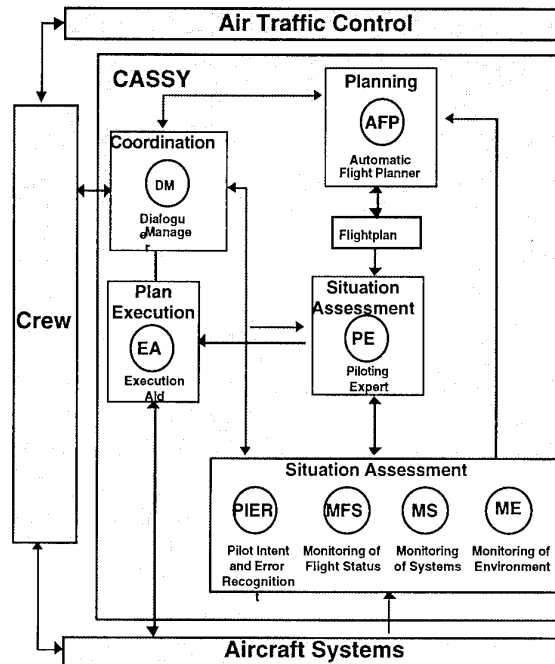 Air Traffic Control
CASSY
Planning
AFP
Automatic
Flight Planner
Coordination
DM
Dialogu
eManage
r
Flightplan
Crew
Plan
Execution
EA
Execution
Aid
Situation
Assessment
PE
Piloting
Expert
Situation Assessment
PIER
MFS
MS
ME
Pilot Intent
and Error
Recognition
t
Monitoring of
Flight Status
Monitoring
of Systems
Monitoring of
Environment
Aircraft Systems